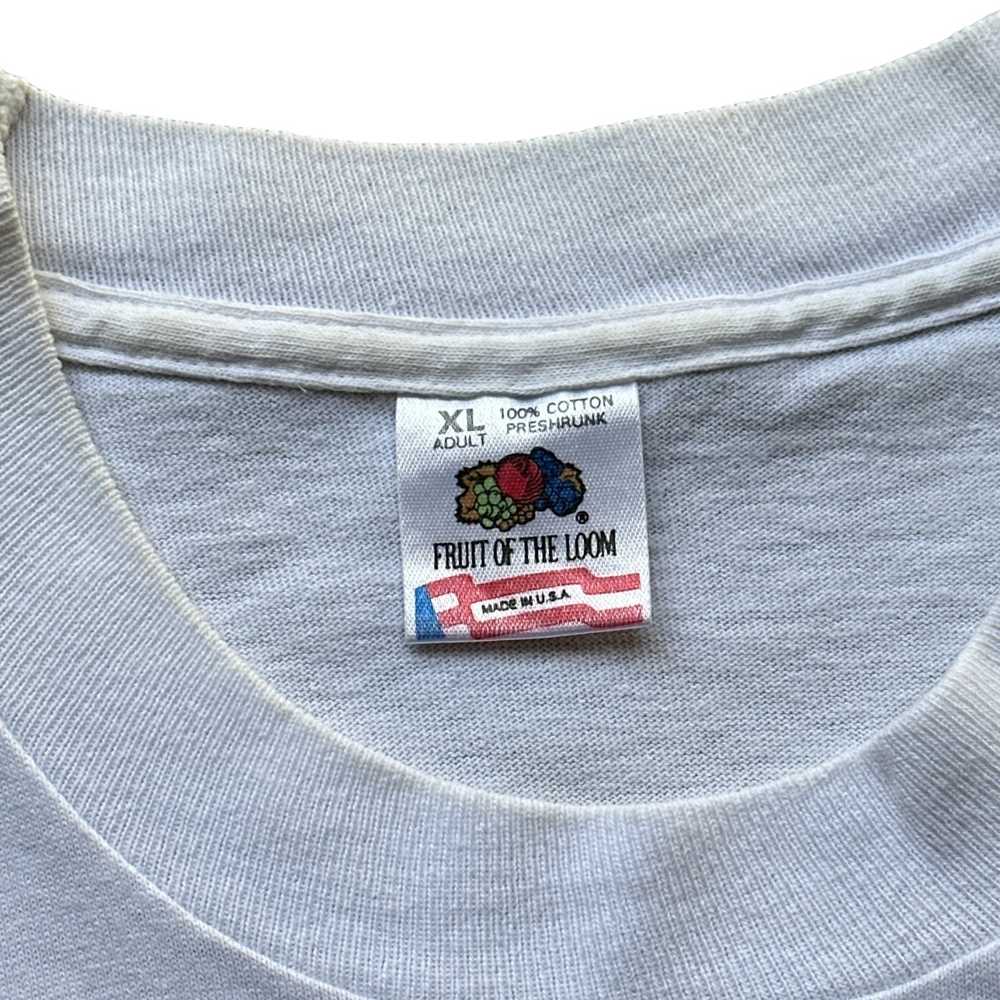 XL 100% COTTON
ADULT PRESHRUNK
®
FRUIT OF THE LOOM
MADE IN U.S.A.